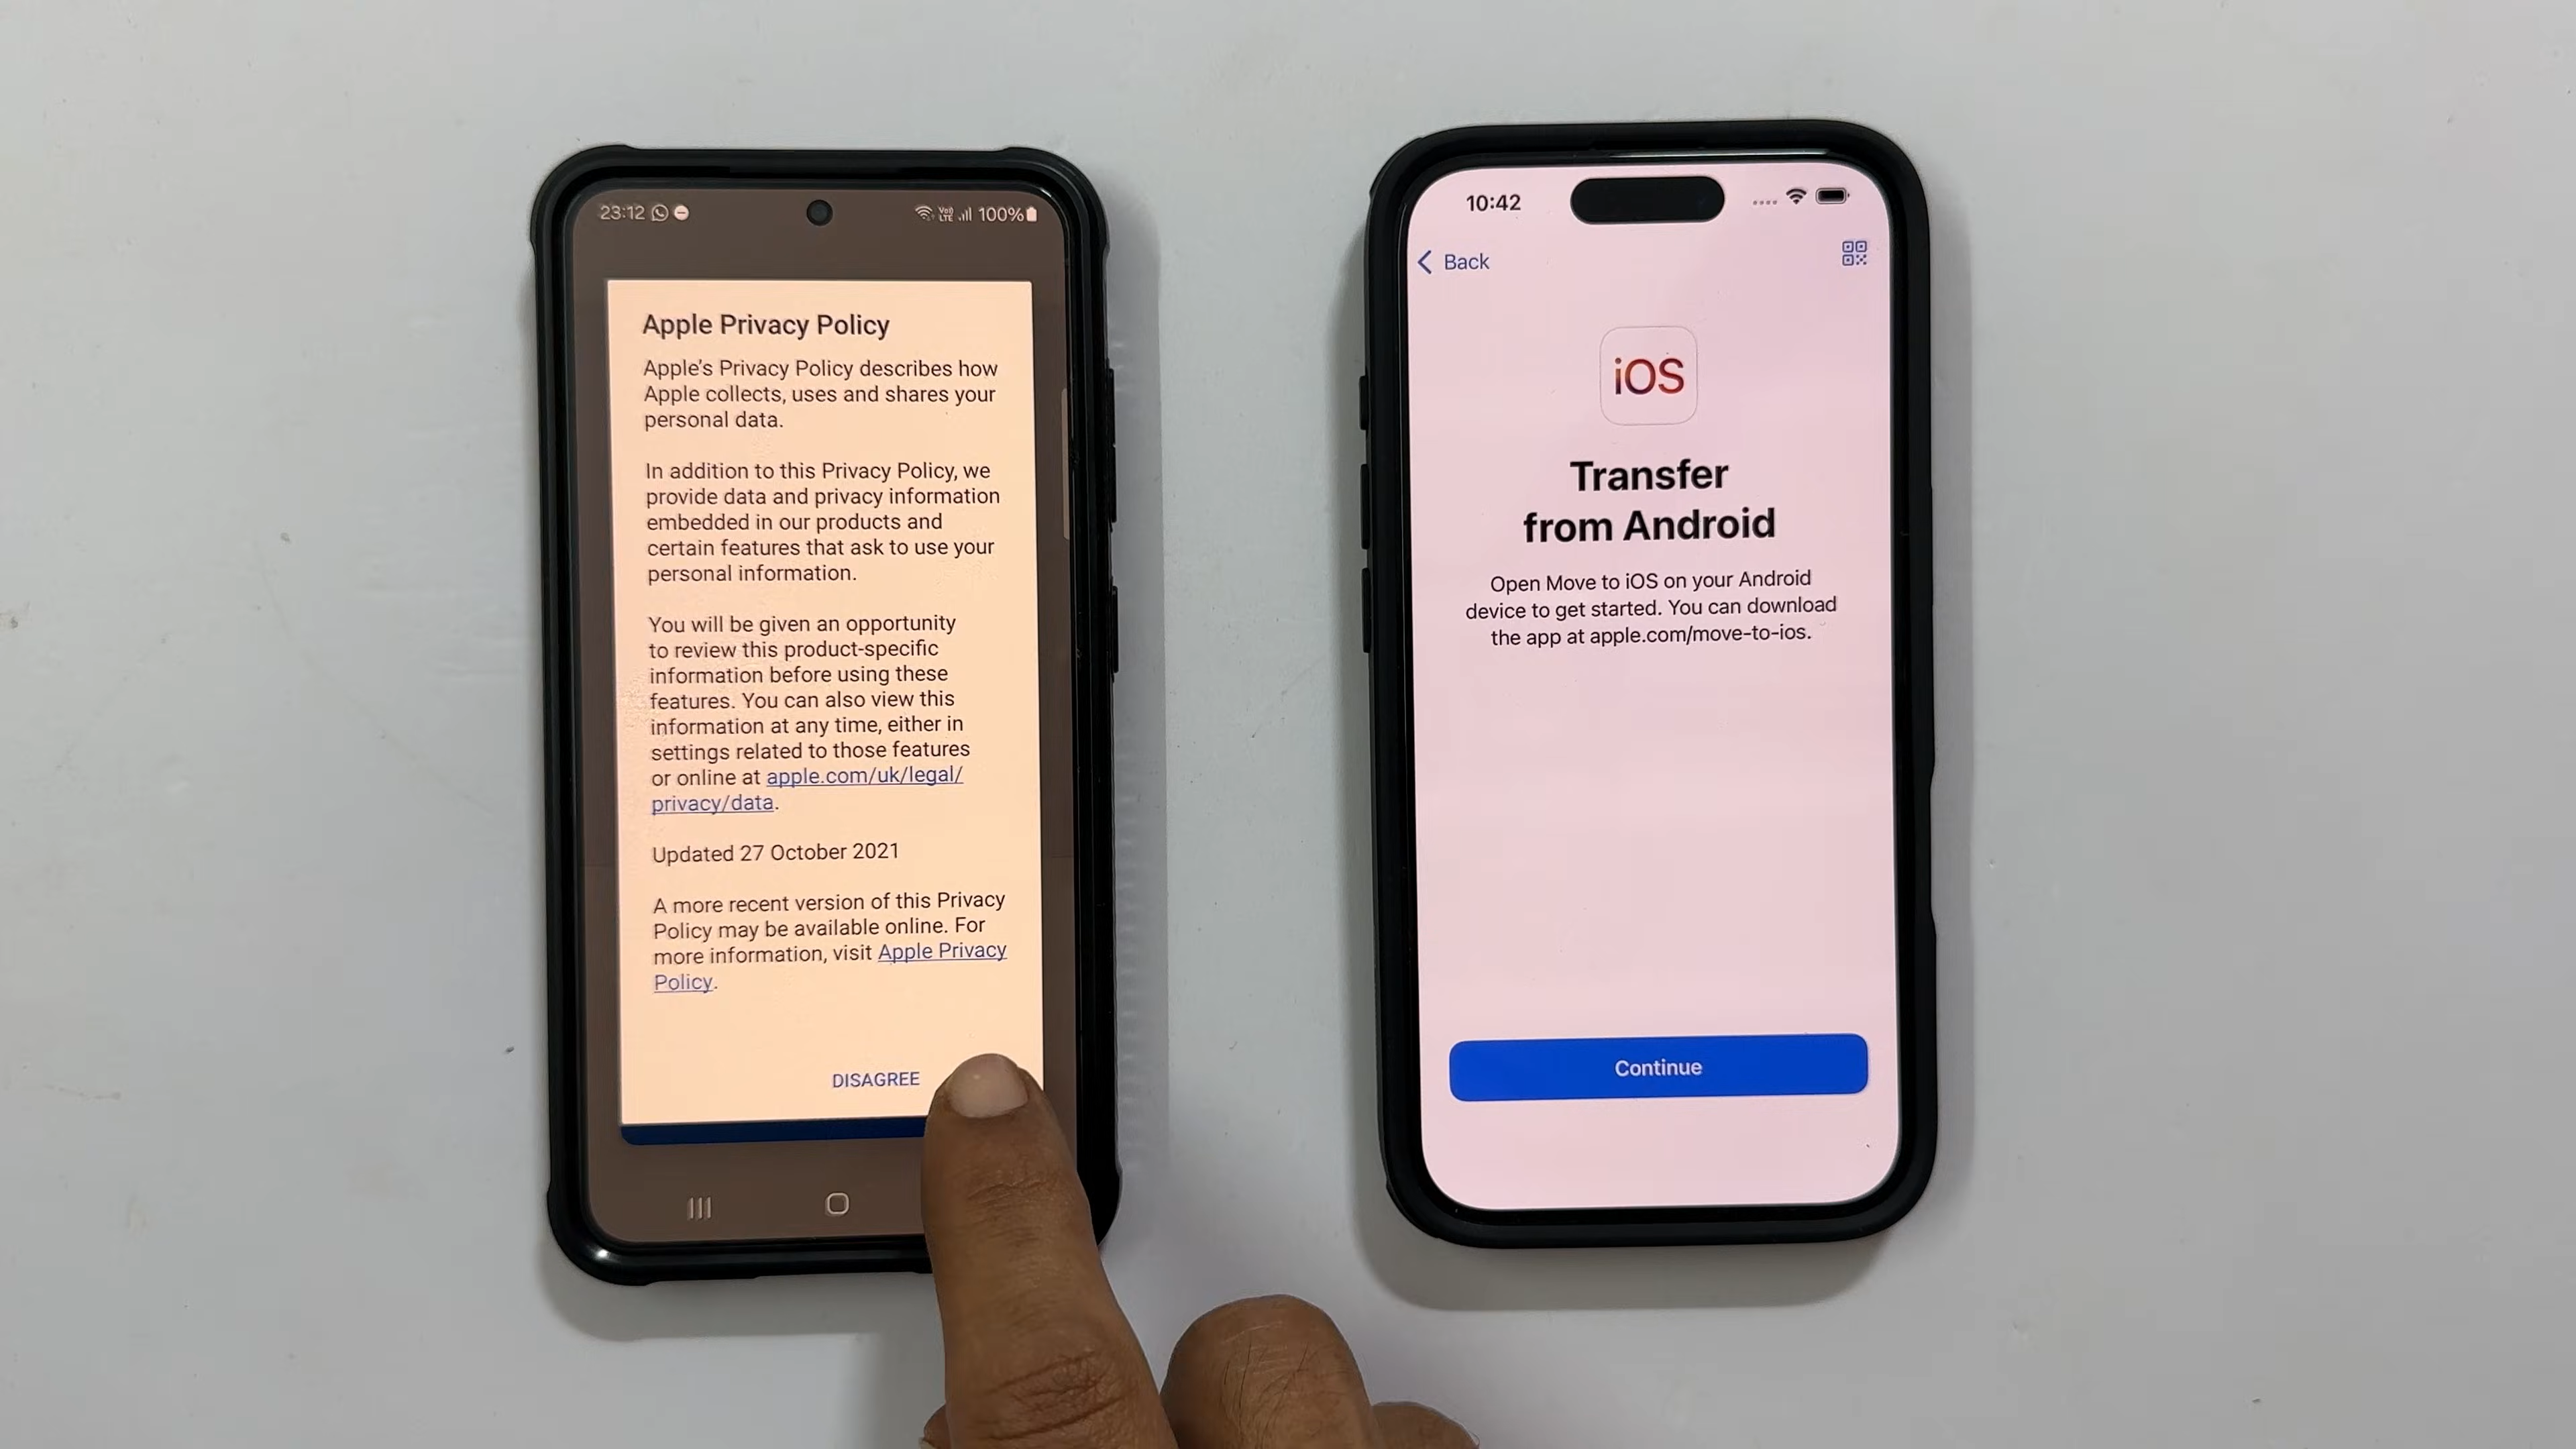 23:12
Vo))
LTE
100%
Apple Privacy Policy
Apple's Privacy Policy describes how
Apple collects, uses and shares your
personal data.
In addition to this Privacy Policy, we
provide data and privacy information
embedded in our products and
certain features that ask to use your
personal information.
You will be given an opportunity
to review this product-specific
information before using these
features. You can also view this
information at any time, either in
settings related to those features
or online at apple.com/uk/legal/
privacy/data.
Updated 27 October 2021
A more recent version of this Privacy
Policy may be available online. For
more information, visit Apple Privacy
Policy.
DISAGREE
10:42
Back
iOS
Transfer
from Android
Open Move to iOS on your Android
device to get started. You can download
the app at apple.com/move-to-ios.
Continue